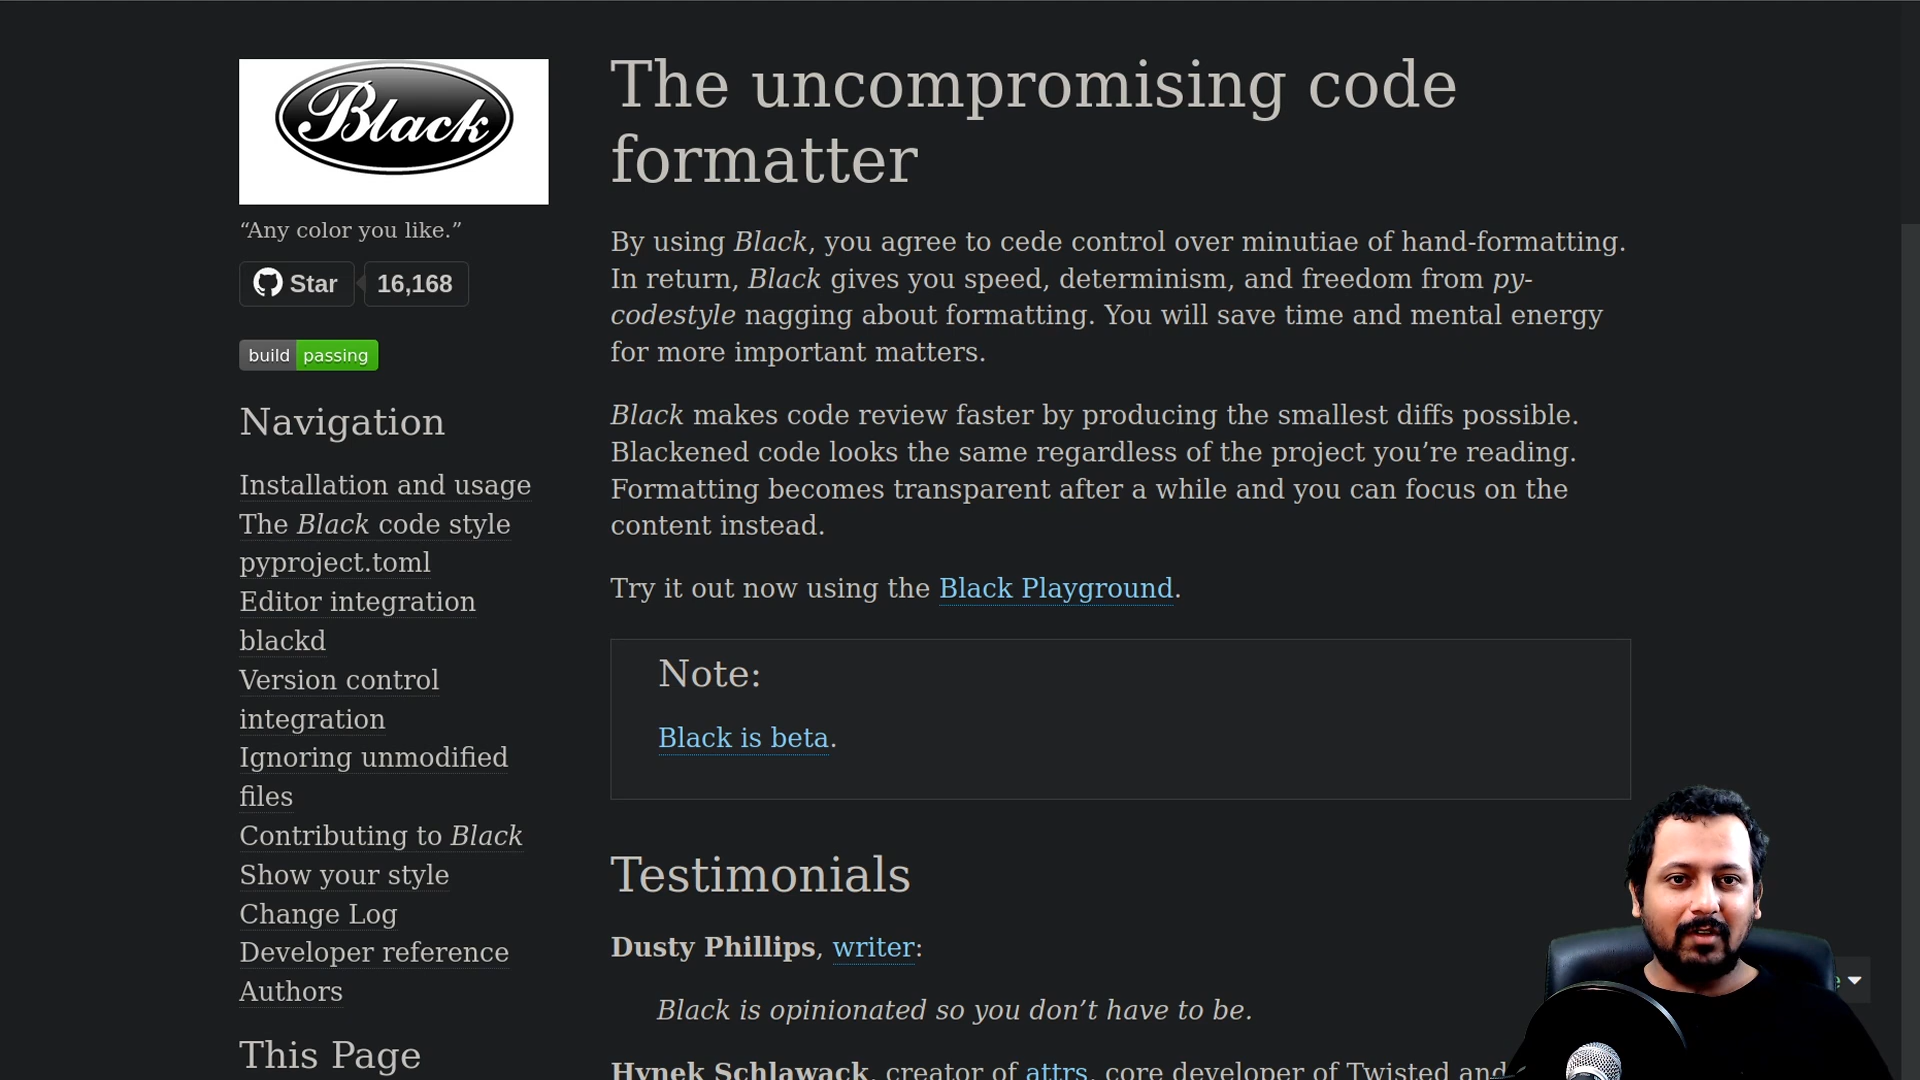 Black
“Any color you like.”
Star 16,168
build passing
Navigation
Installation and usage
The Black code style
pyproject.toml
Editor integration
blackd
Version control
integration
Ignoring unmodified
files
Contributing to Black
Show your style
Change Log
Developer reference
Authors
This Page
The uncompromising code
formatter
By using Black, you agree to cede control over minutiae of hand-formatting.
In return, Black gives you speed, determinism, and freedom from py-
codestyle nagging about formatting. You will save time and mental energy
for more important matters.
Black makes code review faster by producing the smallest diffs possible.
Blackened code looks the same regardless of the project you’re reading.
Formatting becomes transparent after a while and you can focus on the
content instead.
Try it out now using the Black Playground.
Note:
Black is beta.
Testimonials
Dusty Phillips, writer:
Black is opinionated so you don’t have to be.
Hynek Schlawack, creator of attrs, core developer of Twisted and